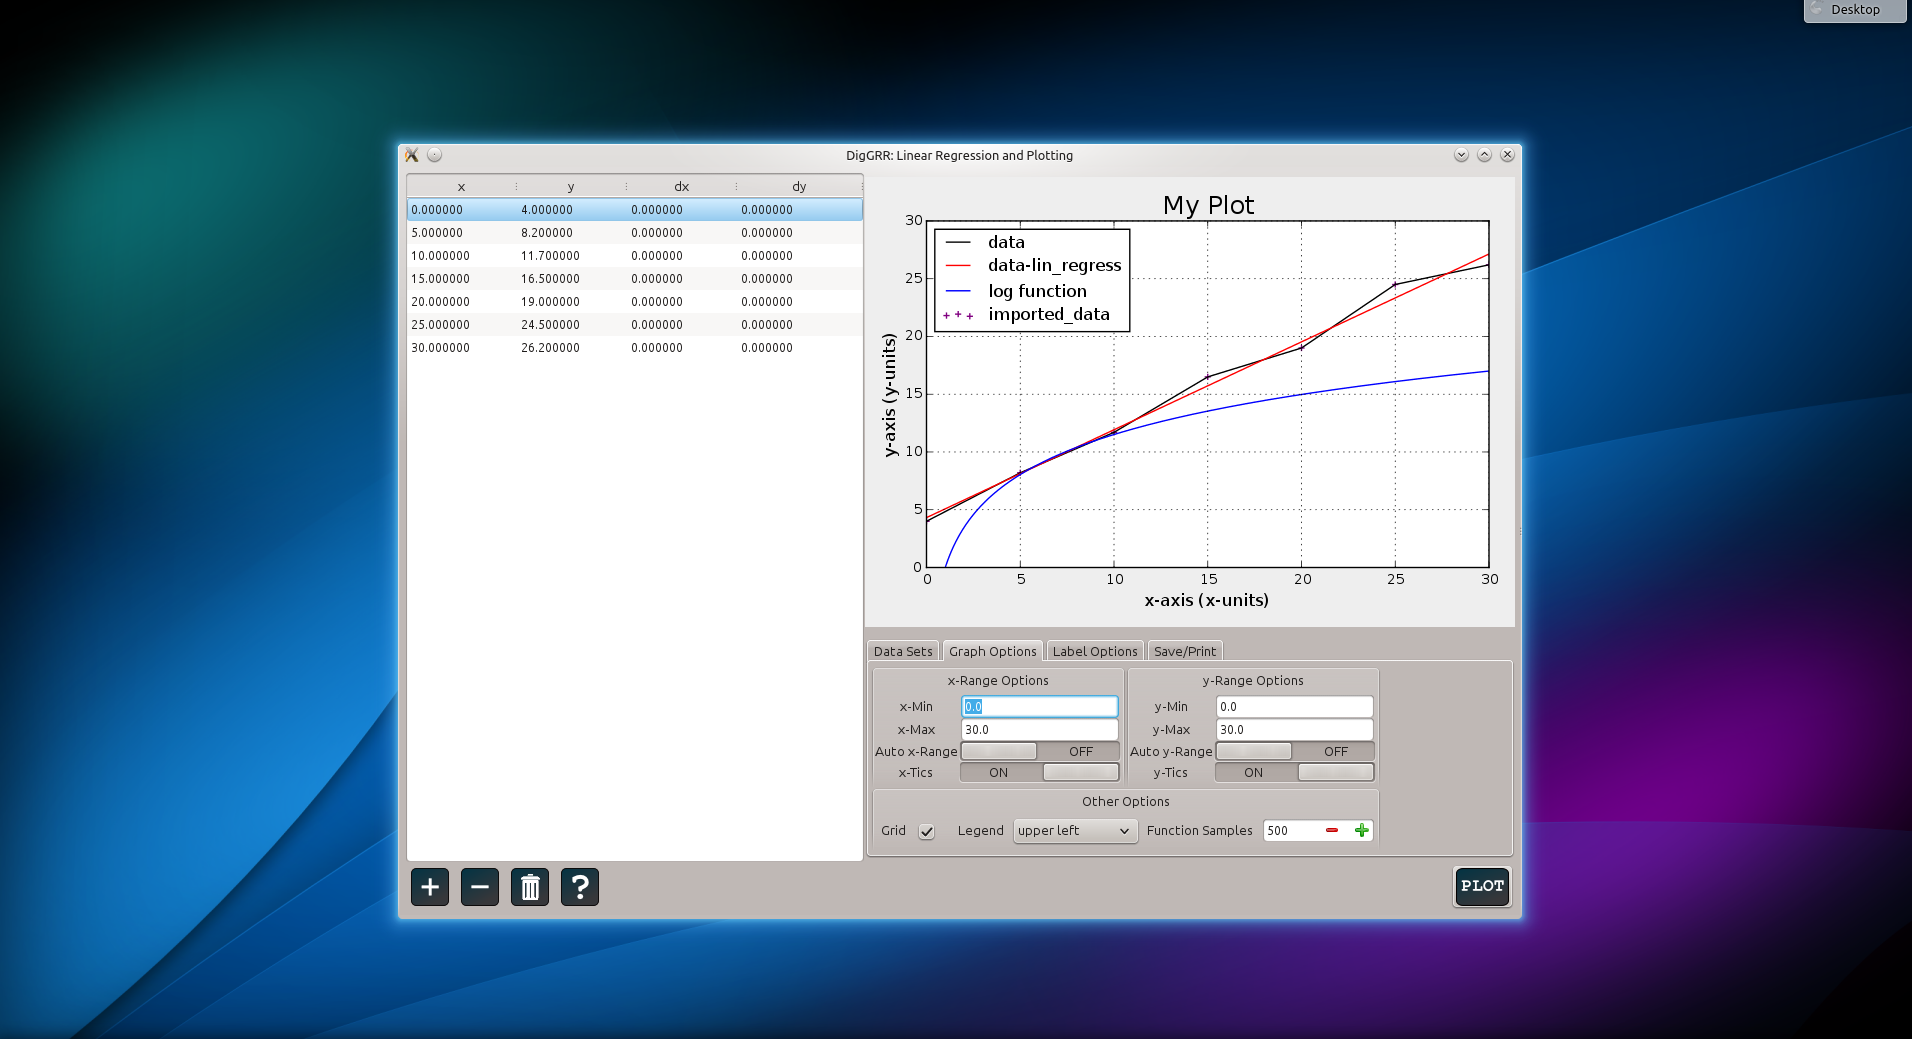 Desktop
DigGRR: Linear Regression and Plotting
x y dx dy
0.000000 4.000000 0.000000 0.000000
5.000000 8.200000 0.000000 0.000000
10.000000 11.700000 0.000000 0.000000
15.000000 16.500000 0.000000 0.000000
20.000000 19.000000 0.000000 0.000000
25.000000 24.500000 0.000000 0.000000
30.000000 26.200000 0.000000 0.000000
My Plot
30
25
20
15
10
5
0
y-axis (y-units)
data
data-lin_regress
log function
imported_data
0 5 10 15 20 25 30
x-axis (x-units)
Data Sets Graph Options Label Options Save/Print
x-Range Options
x-Min 0.0
x-Max 30.0
Auto x-Range OFF
x-Tics ON
y-Range Options
y-Min 0.0
y-Max 30.0
Auto y-Range OFF
y-Tics ON
Other Options
Grid Legend upper left Function Samples 500
+ − ?
PLOT